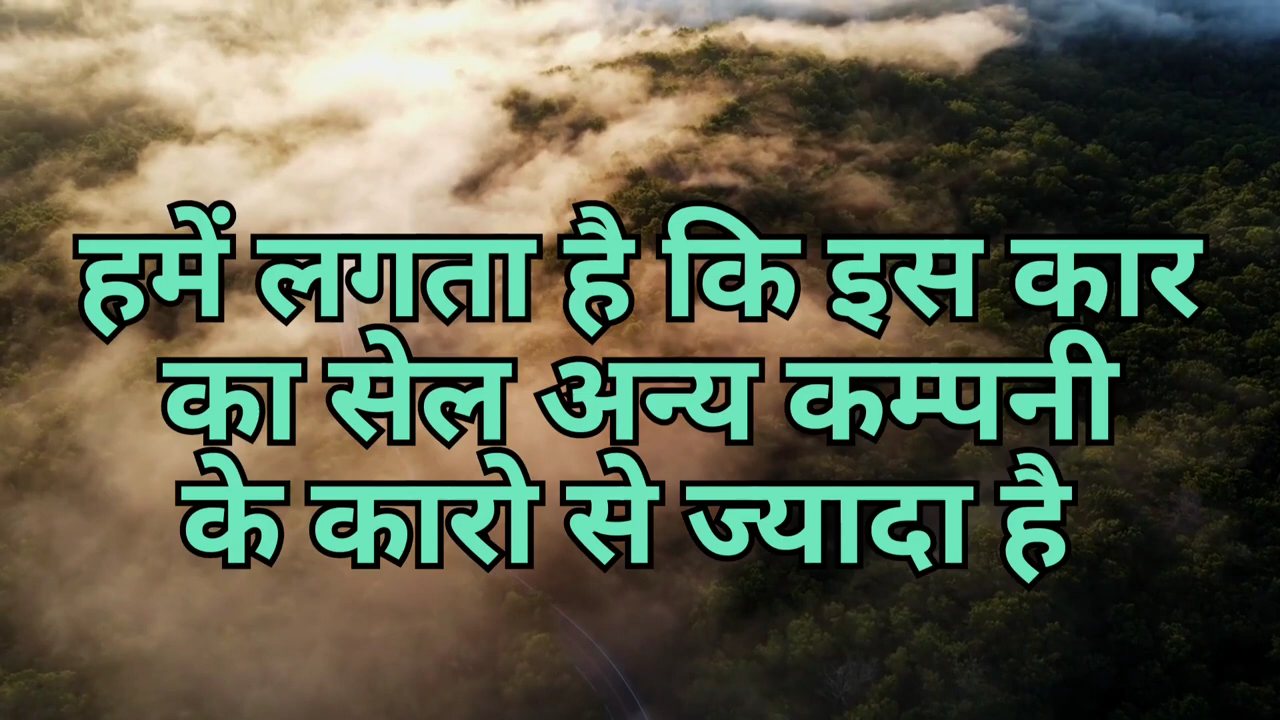 हमें लगता है कि इस कार
का सेल अन्य कम्पनी
के कारो से ज्यादा है